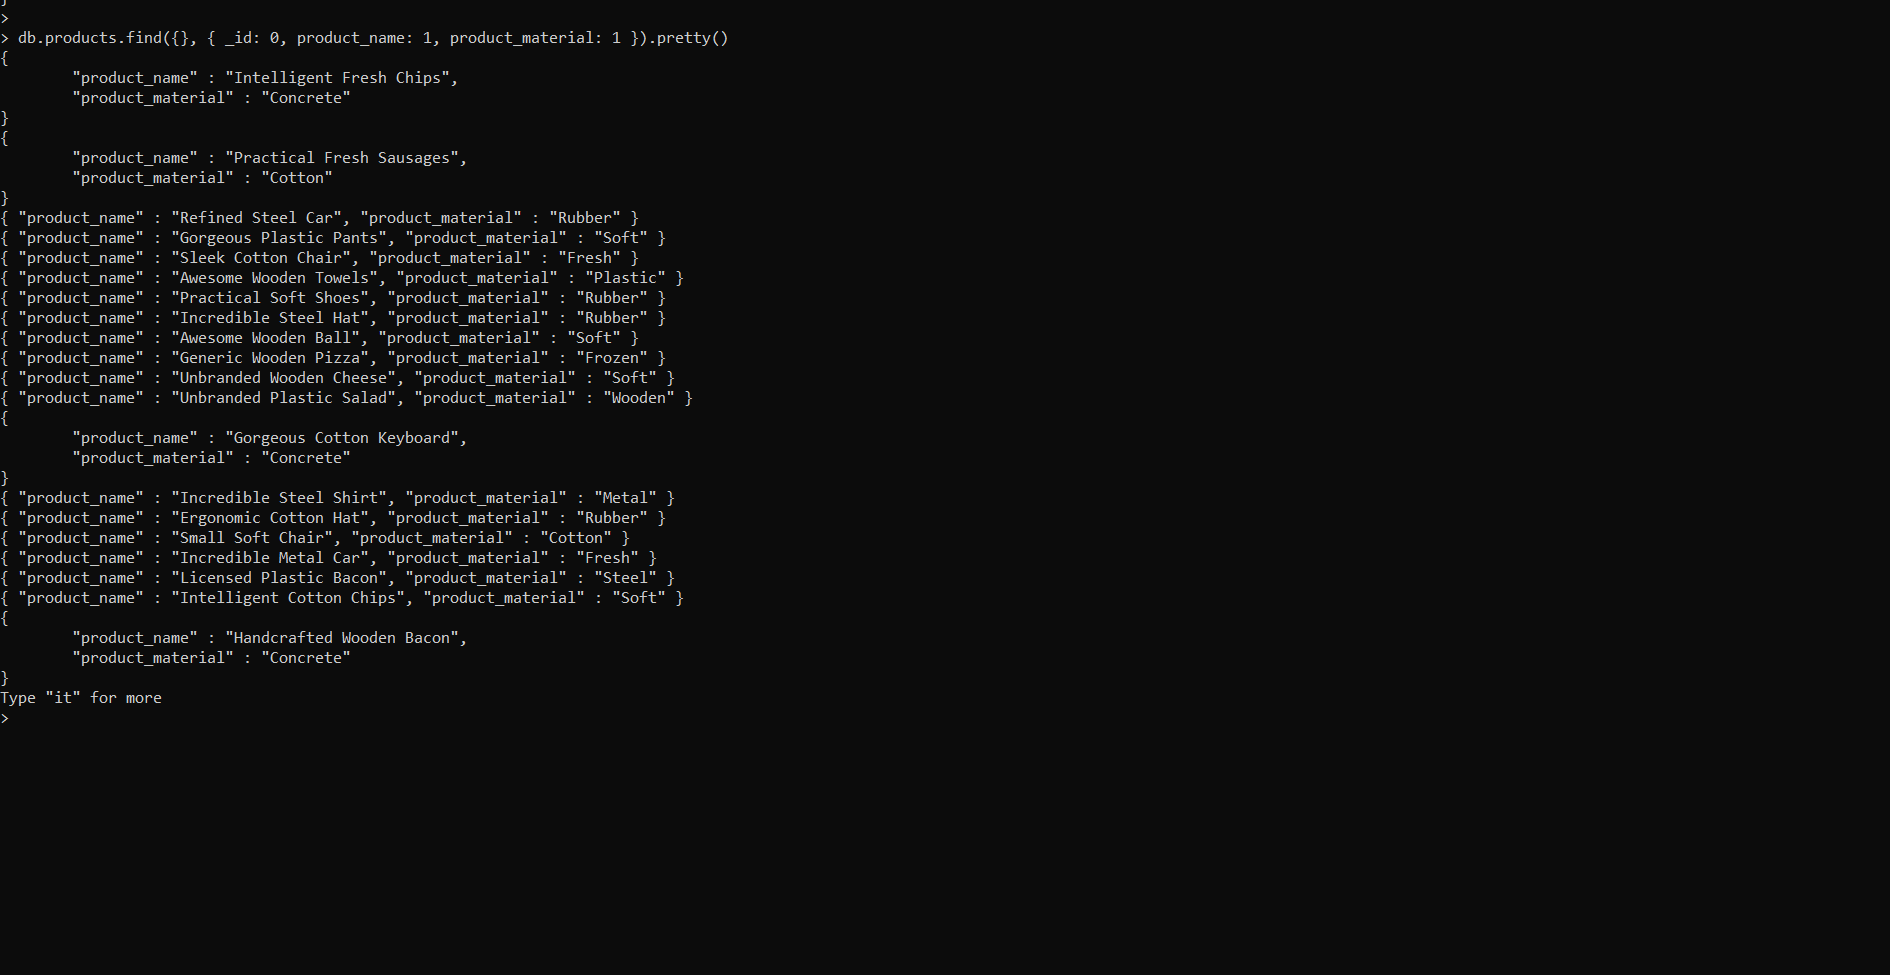 }
>
> db.products.find({}, { _id: 0, product_name: 1, product_material: 1 }).pretty()
{
        "product_name" : "Intelligent Fresh Chips",
        "product_material" : "Concrete"
}
{
        "product_name" : "Practical Fresh Sausages",
        "product_material" : "Cotton"
}
{ "product_name" : "Refined Steel Car", "product_material" : "Rubber" }
{ "product_name" : "Gorgeous Plastic Pants", "product_material" : "Soft" }
{ "product_name" : "Sleek Cotton Chair", "product_material" : "Fresh" }
{ "product_name" : "Awesome Wooden Towels", "product_material" : "Plastic" }
{ "product_name" : "Practical Soft Shoes", "product_material" : "Rubber" }
{ "product_name" : "Incredible Steel Hat", "product_material" : "Rubber" }
{ "product_name" : "Awesome Wooden Ball", "product_material" : "Soft" }
{ "product_name" : "Generic Wooden Pizza", "product_material" : "Frozen" }
{ "product_name" : "Unbranded Wooden Cheese", "product_material" : "Soft" }
{ "product_name" : "Unbranded Plastic Salad", "product_material" : "Wooden" }
{
        "product_name" : "Gorgeous Cotton Keyboard",
        "product_material" : "Concrete"
}
{ "product_name" : "Incredible Steel Shirt", "product_material" : "Metal" }
{ "product_name" : "Ergonomic Cotton Hat", "product_material" : "Rubber" }
{ "product_name" : "Small Soft Chair", "product_material" : "Cotton" }
{ "product_name" : "Incredible Metal Car", "product_material" : "Fresh" }
{ "product_name" : "Licensed Plastic Bacon", "product_material" : "Steel" }
{ "product_name" : "Intelligent Cotton Chips", "product_material" : "Soft" }
{
        "product_name" : "Handcrafted Wooden Bacon",
        "product_material" : "Concrete"
}
Type "it" for more
>